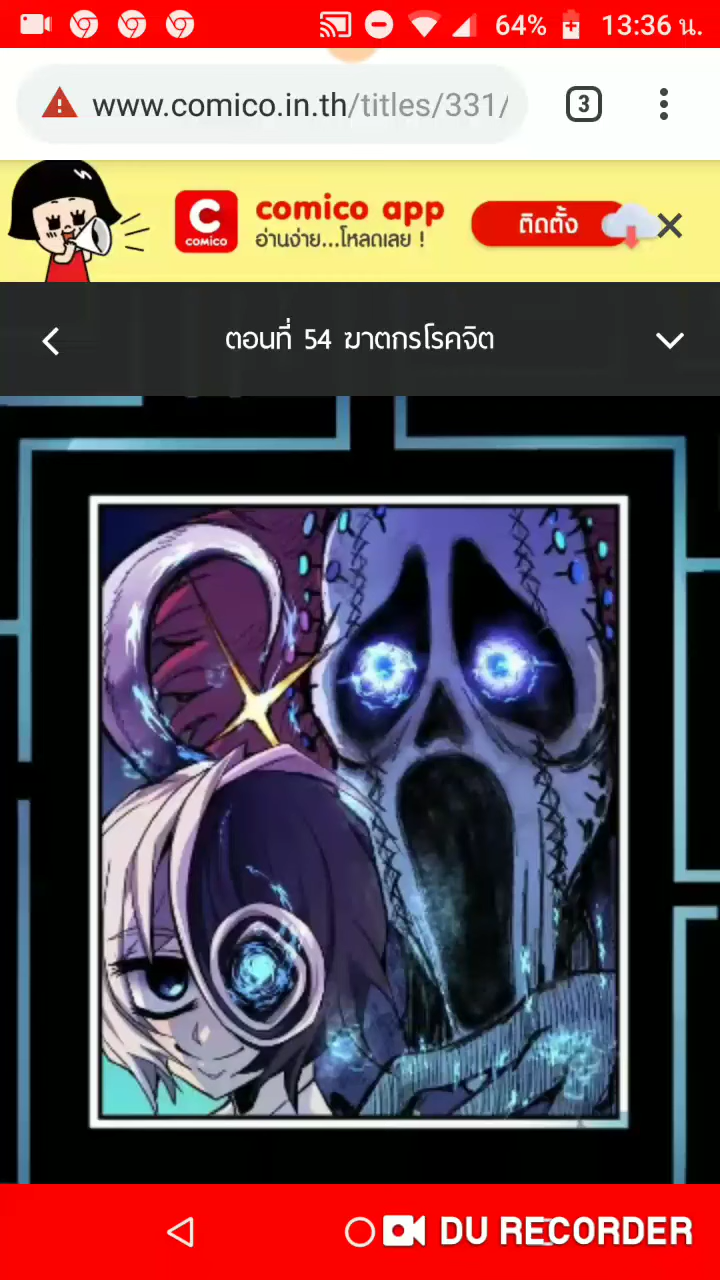 64% 13:36 น.
www.comico.in.th/titles/331/
3
C
comico
comico app
อ่านง่าย...โหลดเลย !
ติดตั้ง
ตอนที่ 54 ฆาตกรโรคจิต
DU RECORDER